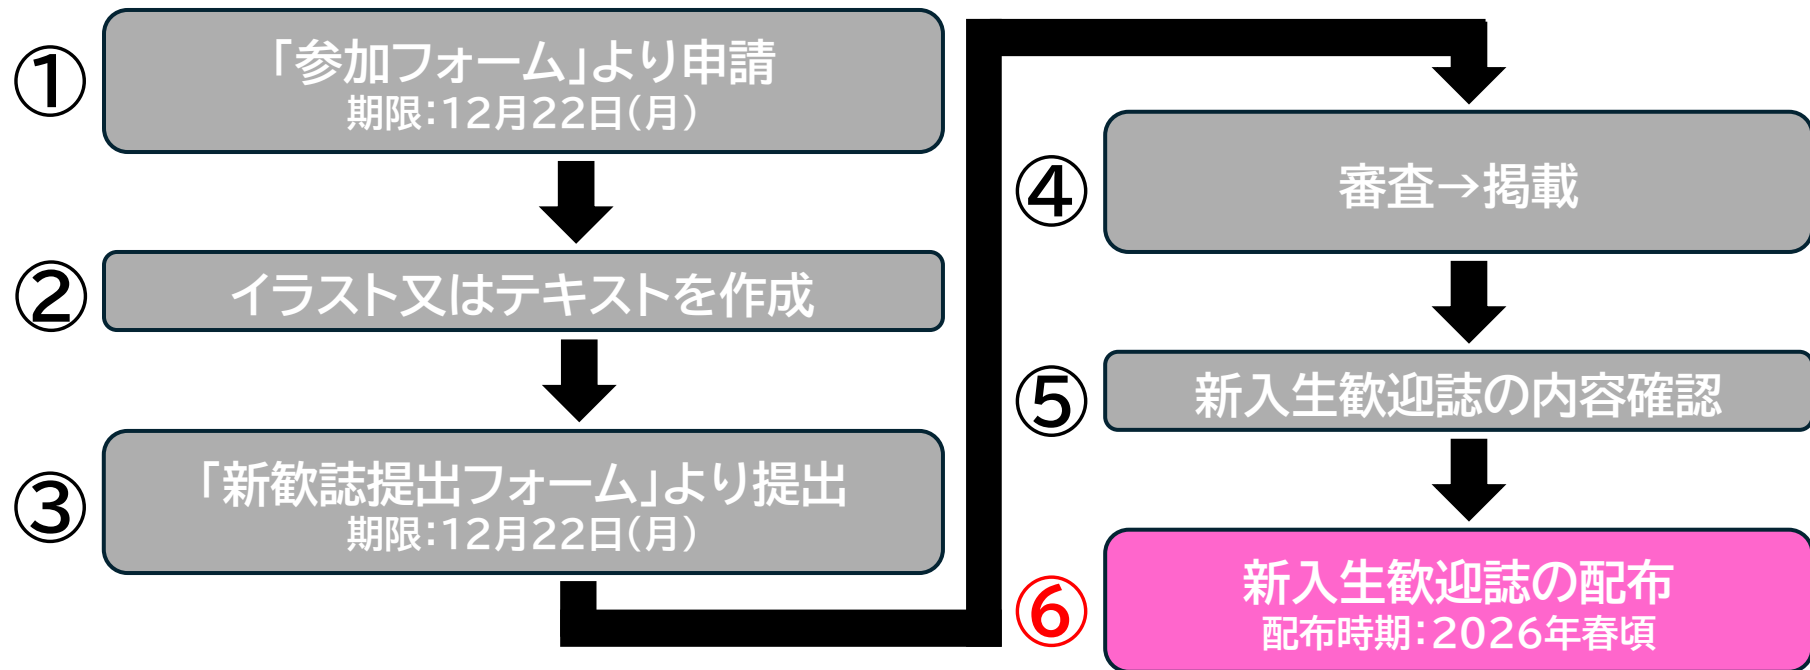 ①
「参加フォーム」より申請
期限：12月22日（月）
②
イラスト又はテキストを作成
③
「新歓誌提出フォーム」より提出
期限：12月22日（月）
④
審査→掲載
⑤
新入生歓迎誌の内容確認
⑥
新入生歓迎誌の配布
配布時期：2026年春頃